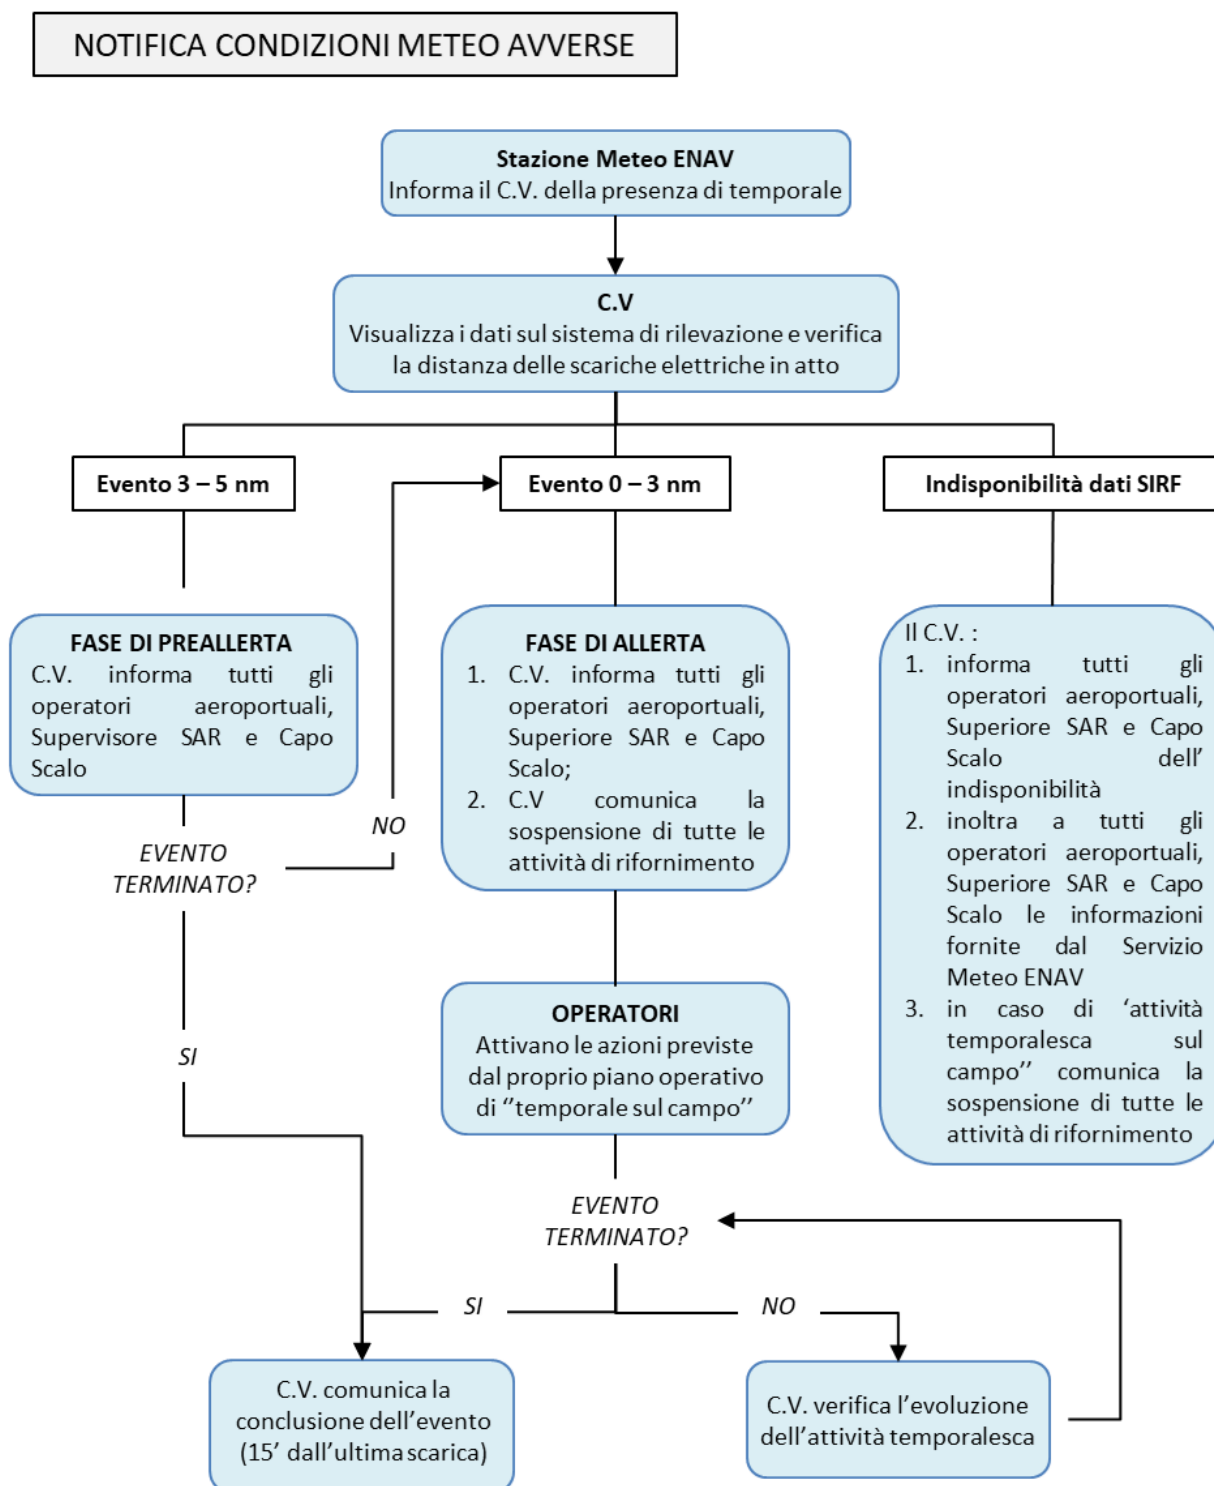 NOTIFICA CONDIZIONI METEO AVVERSE
Stazione Meteo ENAV
Informa il C.V. della presenza di temporale
C.V
Visualizza i dati sul sistema di rilevazione e verifica
la distanza delle scariche elettriche in atto
Evento 3 – 5 nm
Evento 0 – 3 nm
Indisponibilità dati SIRF
FASE DI PREALLERTA
C.V. informa tutti gli
operatori aeroportuali,
Supervisore SAR e Capo
Scalo
EVENTO
TERMINATO?
NO
SI
FASE DI ALLERTA
1. C.V. informa tutti gli
operatori aeroportuali,
Superiore SAR e Capo
Scalo;
2. C.V comunica la
sospensione di tutte le
attività di rifornimento
OPERATORI
Attivano le azioni previste
dal proprio piano operativo
di ‘’temporale sul campo’’
EVENTO
TERMINATO?
SI
NO
Il C.V. :
1. informa tutti gli
operatori aeroportuali,
Superiore SAR e Capo
Scalo dell’
indisponibilità
2. inoltra a tutti gli
operatori aeroportuali,
Superiore SAR e Capo
Scalo le informazioni
fornite dal Servizio
Meteo ENAV
3. in caso di ‘attività
temporalesca sul
campo’’ comunica la
sospensione di tutte le
attività di rifornimento
C.V. comunica la
conclusione dell’evento
(15’ dall’ultima scarica)
C.V. verifica l’evoluzione
dell’attività temporalesca